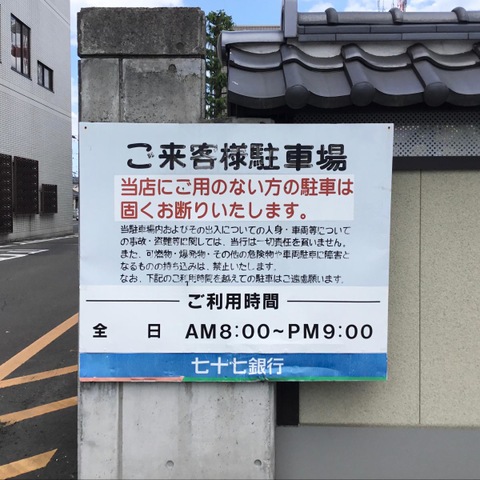 ご来客様駐車場
当店にご用のない方の駐車は
固くお断りいたします。
当駐車場内およびその出入についての人身・車両等について
の事故・盗難等に関しては、当行は一切責任を負いません。
また、可燃物・爆発物・その他の危険物や車両駐車に障害と
なるものの持ち込みは、禁止いたします。
なお、下記のご利用時間を越えての駐車はご遠慮願います。
ご利用時間
全 日 AM8:00~PM9:00
七十七銀行